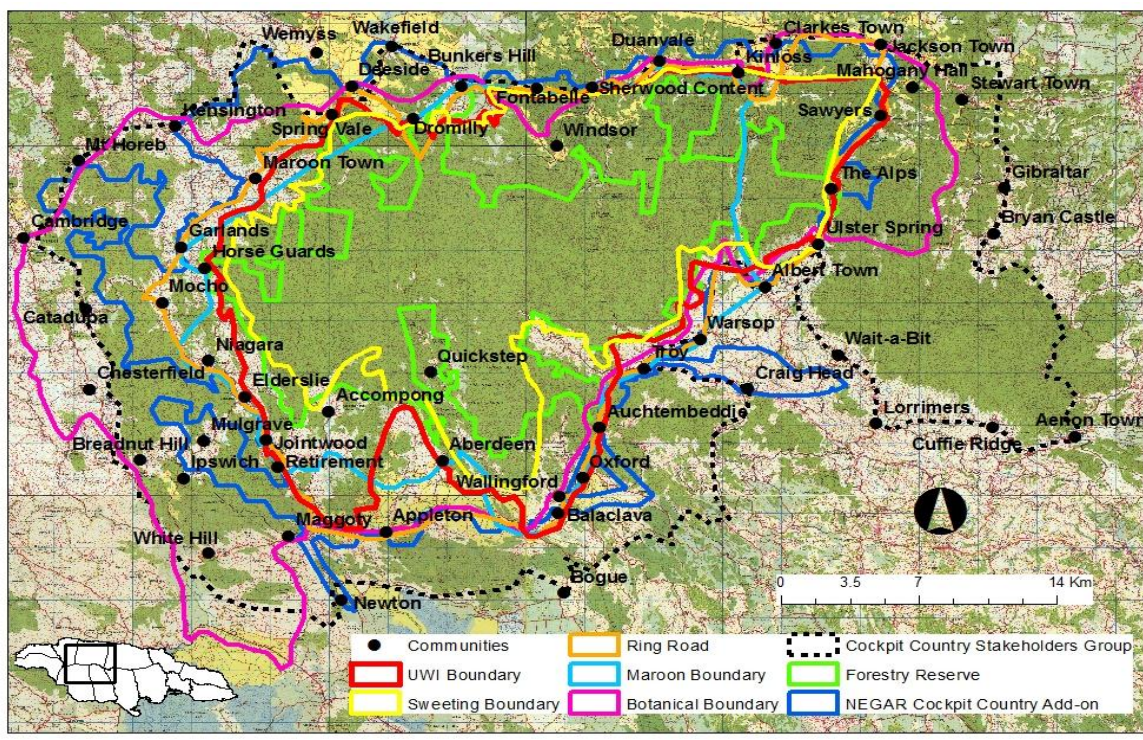 Clarkes Town
Wakefield
Wemyss
Duanvale
Jackson Town
Bunkers Hill
Kinloss
Deeside
Mahogany Hall
Stewart Town
Sherwood Content
Fontabelle
Kensington
Sawyers
Spring Vale
Dromilly
Windsor
Mt Horeb
Maroon Town
The Alps
Gibraltar
Cambridge
Bryan Castle
Garlands
Ulster Spring
Horse Guards
Albert Town
Mocho
Catadupa
Warsop
Wait-a-Bit
Niagara
Quickstep
Troy
Chesterfield
Elderslie
Craig Head
Accompong
Auchtembeddie
Lorrimers
Mulgrave
Aenon Town
Breadnut Hill
Jointwood
Aberdeen
Cuffie Ridge
Ipswich
Retirement
Oxford
Wallingford
Maggoty
Appleton
Balaclava
White Hill
Bogue
0 3.5 7 14 Km
Newton
Communities
Ring Road
Cockpit Country Stakeholders Group
UWI Boundary
Maroon Boundary
Forestry Reserve
Sweeting Boundary
Botanical Boundary
NEGAR Cockpit Country Add-on